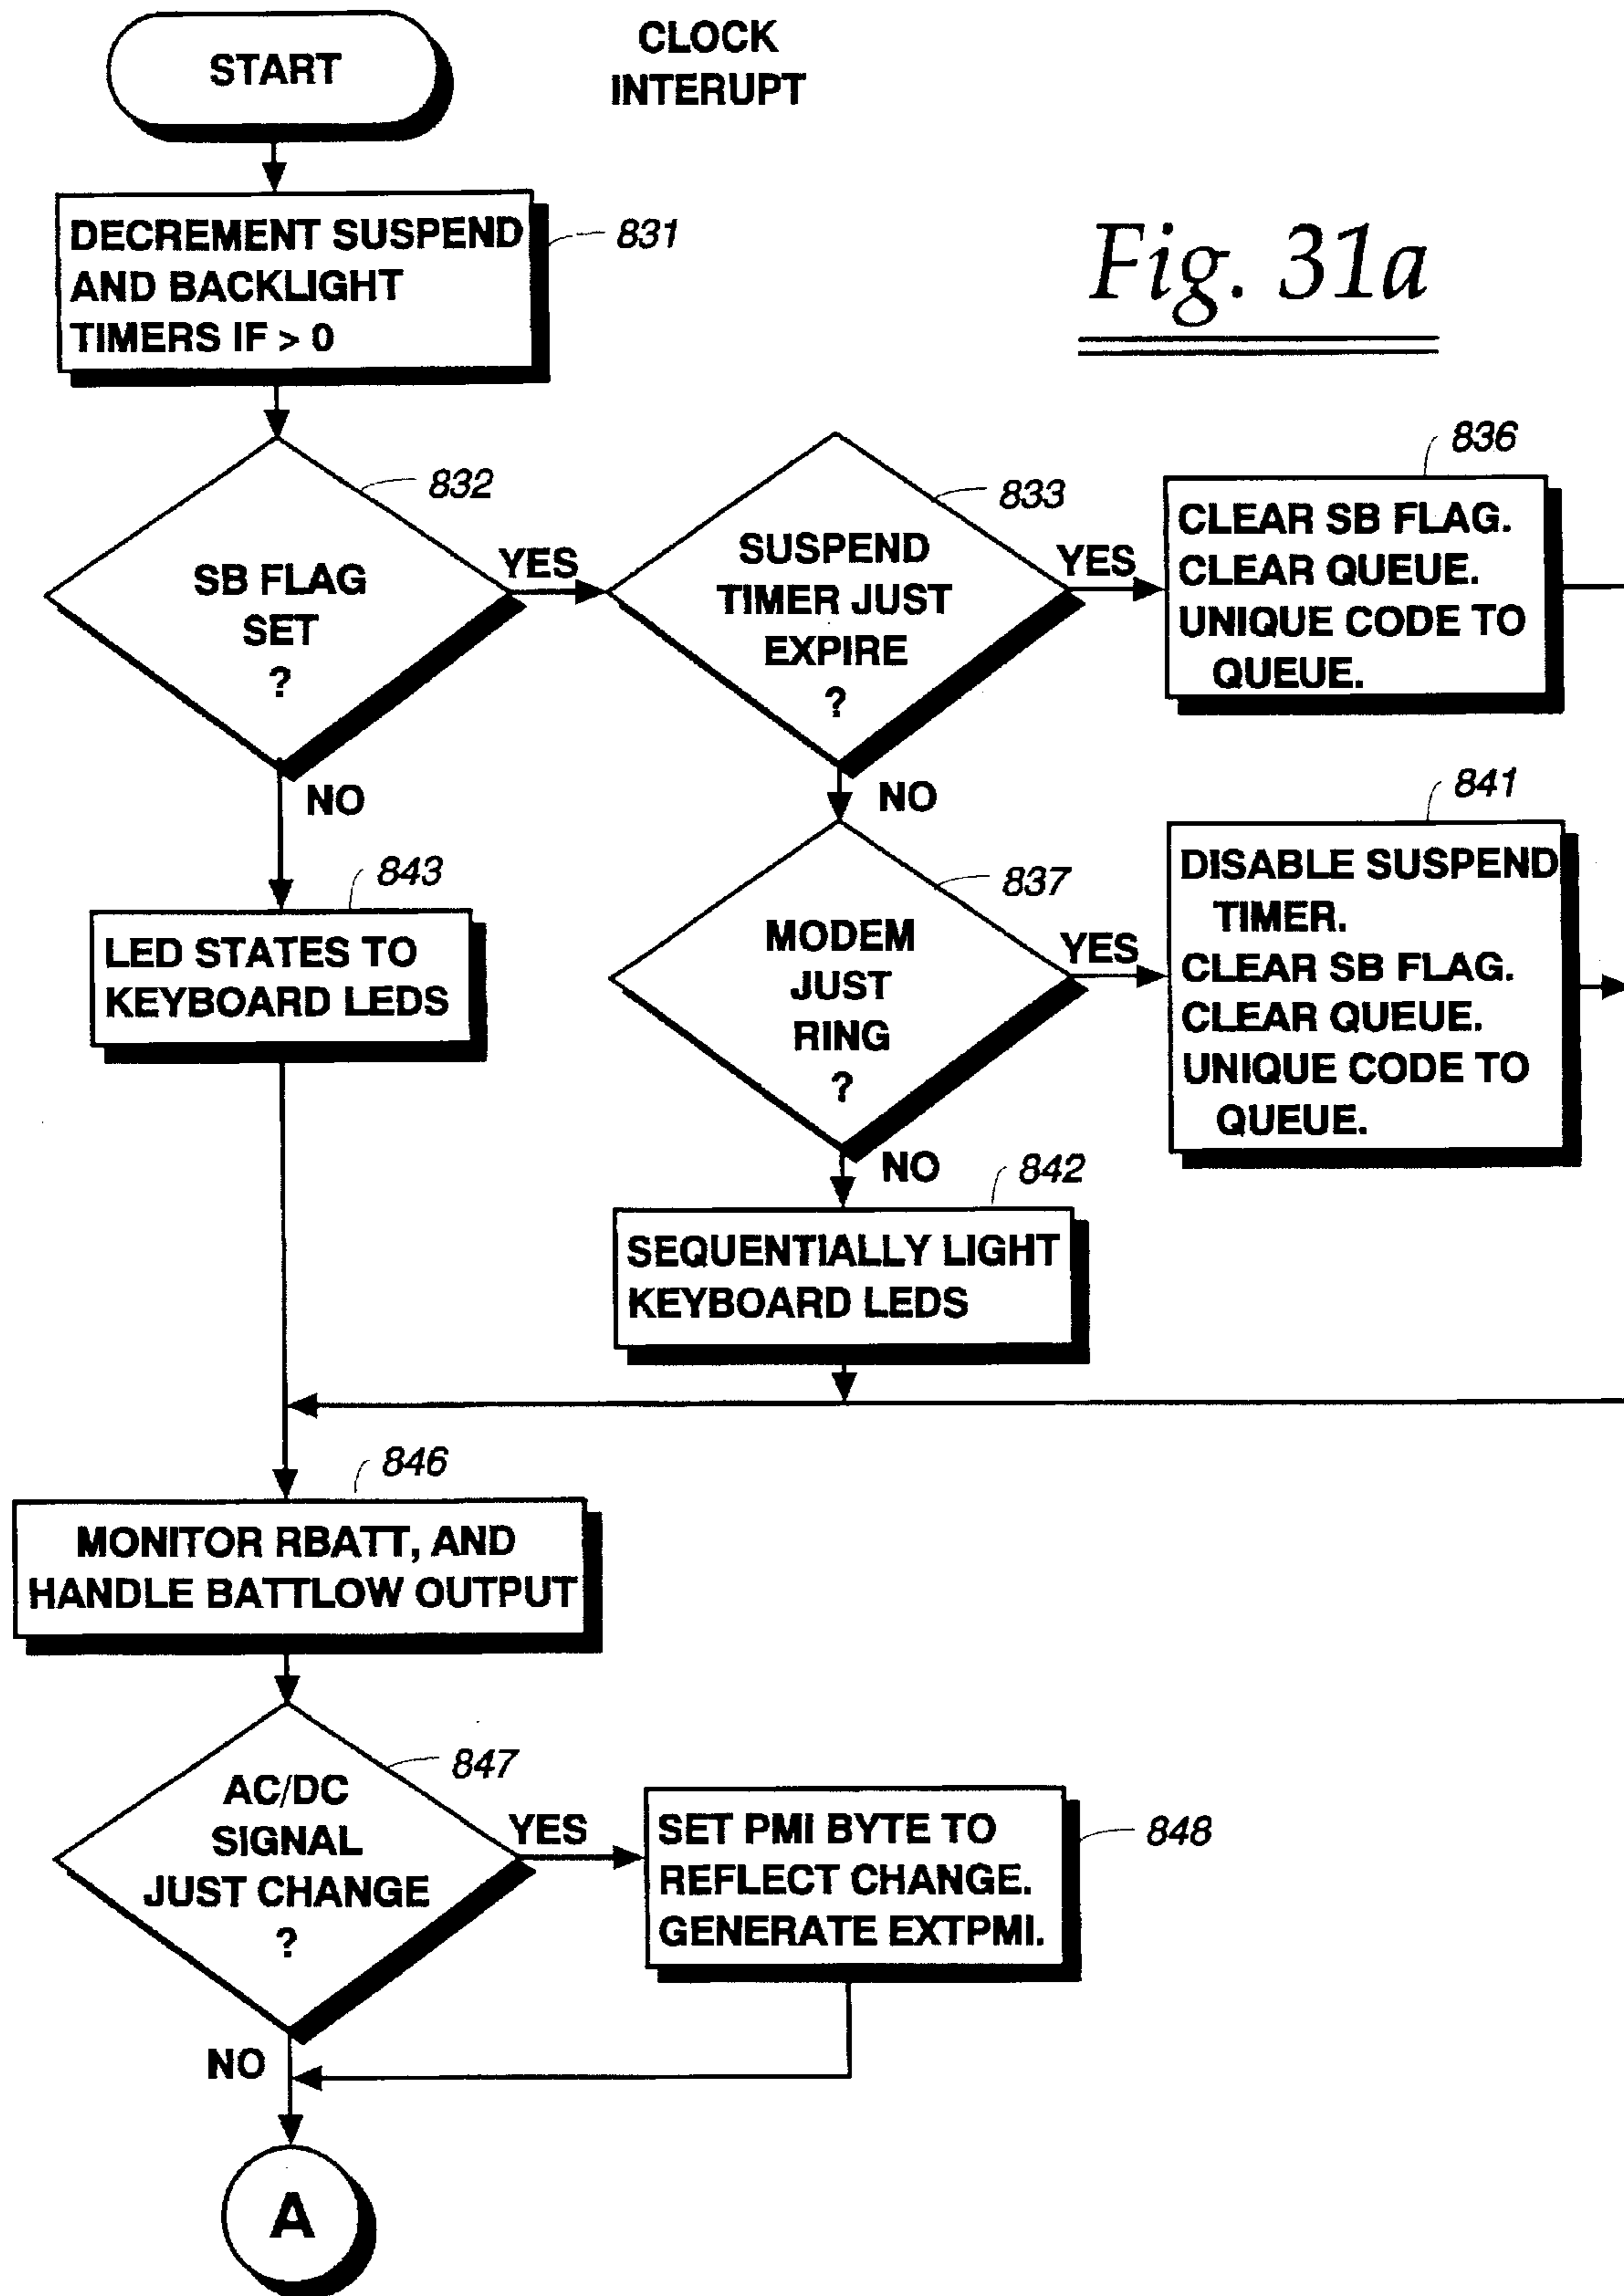 START
CLOCK
INTERUPT
DECREMENT SUSPEND
AND BACKLIGHT
TIMERS IF > 0
831
Fig. 31a
832
SB FLAG
SET
?
YES
NO
833
SUSPEND
TIMER JUST
EXPIRE
?
YES
NO
836
CLEAR SB FLAG.
CLEAR QUEUE.
UNIQUE CODE TO
QUEUE.
843
LED STATES TO
KEYBOARD LEDS
837
MODEM
JUST
RING
?
YES
NO
841
DISABLE SUSPEND
TIMER.
CLEAR SB FLAG.
CLEAR QUEUE.
UNIQUE CODE TO
QUEUE.
842
SEQUENTIALLY LIGHT
KEYBOARD LEDS
846
MONITOR RBATT, AND
HANDLE BATTLOW OUTPUT
847
AC/DC
SIGNAL
JUST CHANGE
?
YES
NO
SET PMI BYTE TO
REFLECT CHANGE.
GENERATE EXTPMI.
848
A